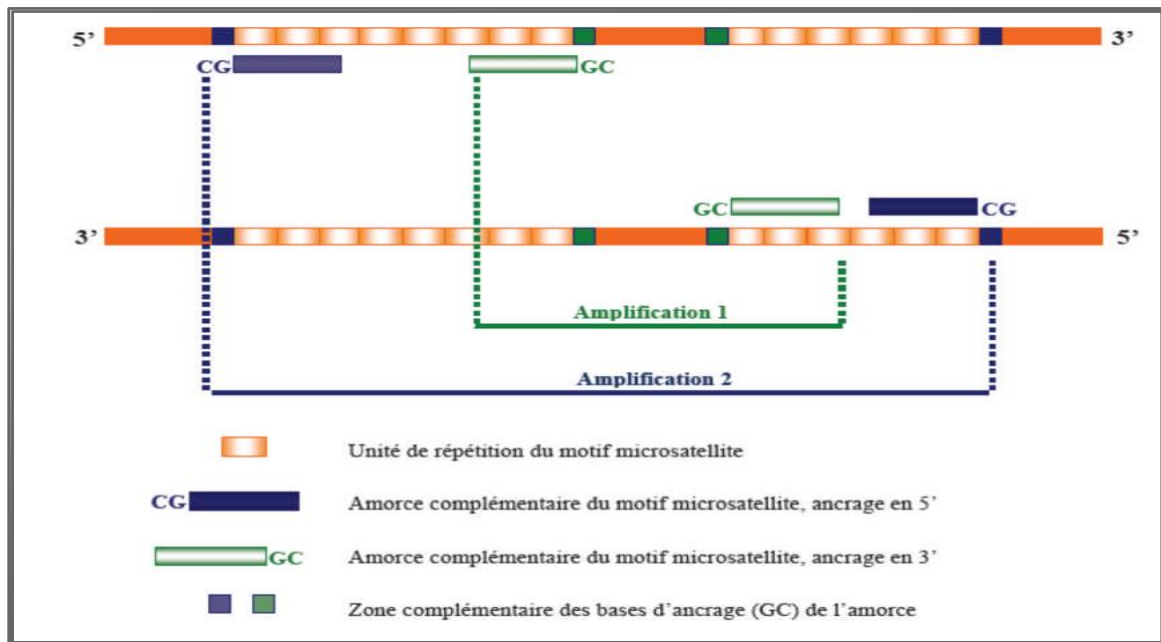 5’ 3’
CG GC
GC CG
3’ 5’
Amplification 1
Amplification 2
Unité de répétition du motif microsatellite
CG Amorce complémentaire du motif microsatellite, ancrage en 5’
GC Amorce complémentaire du motif microsatellite, ancrage en 3’
Zone complémentaire des bases d’ancrage (GC) de l’amorce